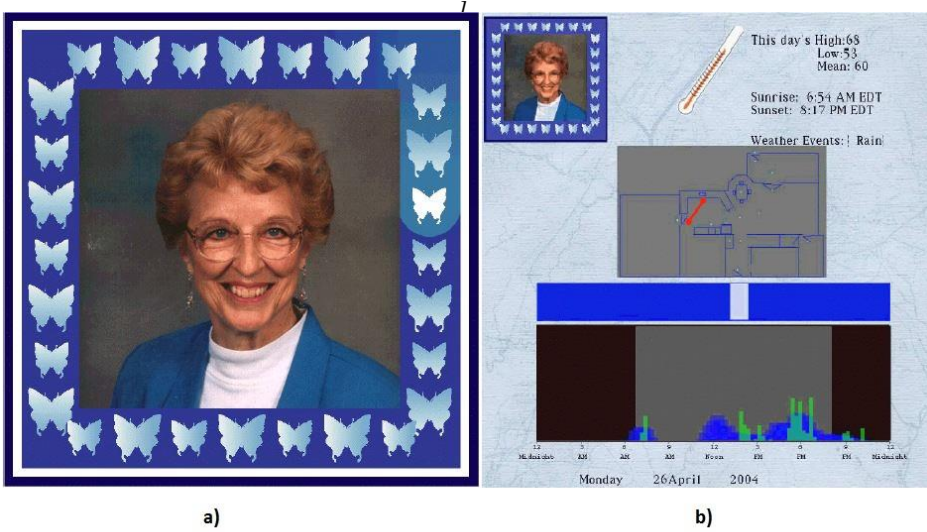 This day's High:68
Low:53
Mean: 60
Sunrise: 6:54 AM EDT
Sunset: 8:17 PM EDT
Weather Events: | Rain|
12 3 6 9 12 3 6 9 12
Midnight AM AM AM Noon PM PM PM Midnight
Monday 26April 2004
a) b)